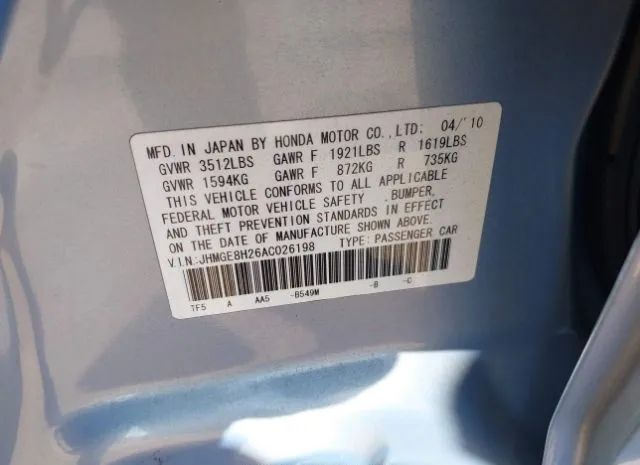 MFD. IN JAPAN BY HONDA MOTOR CO., LTD: 04/'10
GVWR 3512LBS GAWR F 1921LBS R 1619LBS
GVWR 1594KG GAWR F 872KG R 735KG
THIS VEHICLE CONFORMS TO ALL APPLICABLE
FEDERAL MOTOR VEHICLE SAFETY , BUMPER,
AND THEFT PREVENTION STANDARDS IN EFFECT
ON THE DATE OF MANUFACTURE SHOWN ABOVE.
V.I.N.:JHMGE8H26AC026198 TYPE: PASSENGER CAR
TF5 A AA5 -B549M -B -C